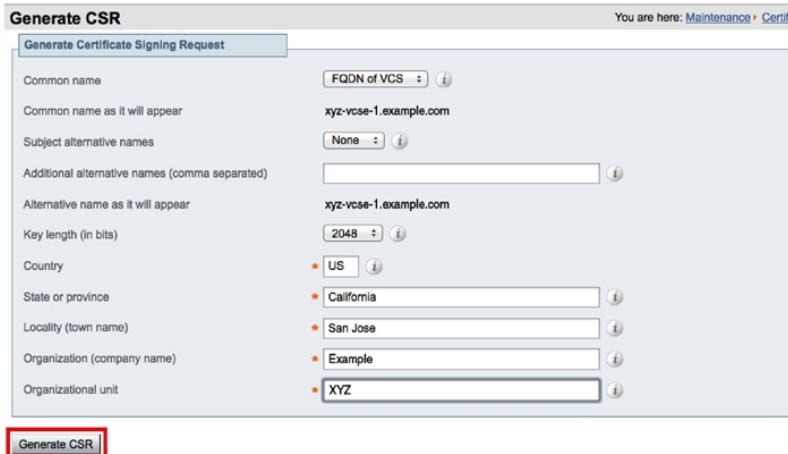 Generate CSR
You are here: Maintenance Certif
Generate Certificate Signing Request
Common name FQDN of VCS i
Common name as it will appear xyz-vcse-1.example.com
Subject alternative names None i
Additional alternative names (comma separated) i
Alternative name as it will appear xyz-vcse-1.example.com
Key length (in bits) 2048 i
Country * US i
State or province * California i
Locality (town name) * San Jose i
Organization (company name) * Example i
Organizational unit * XYZ i
Generate CSR